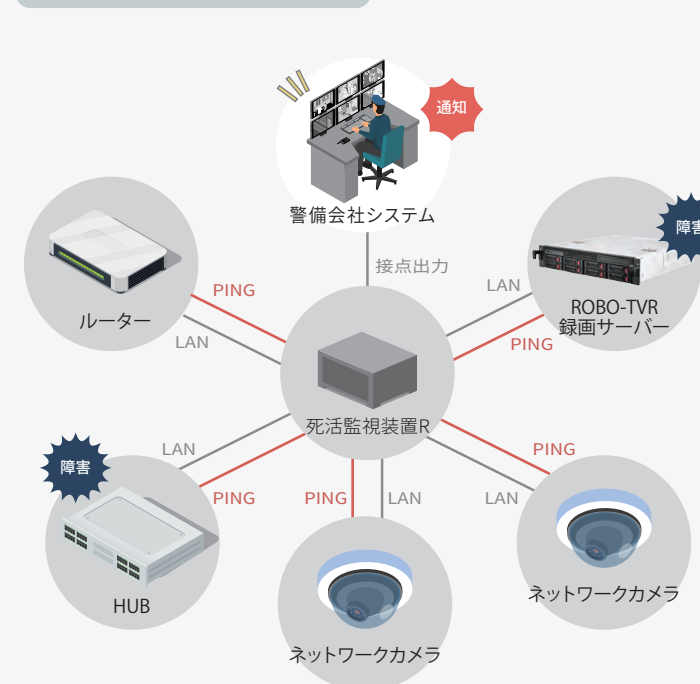 通知
警備会社システム
接点出力
障害
ROBO-TVR
録画サーバー
LAN
PING
ルーター
PING
LAN
死活監視装置R
障害
HUB
LAN
PING
PING
LAN
ネットワークカメラ
PING
LAN
ネットワークカメラ